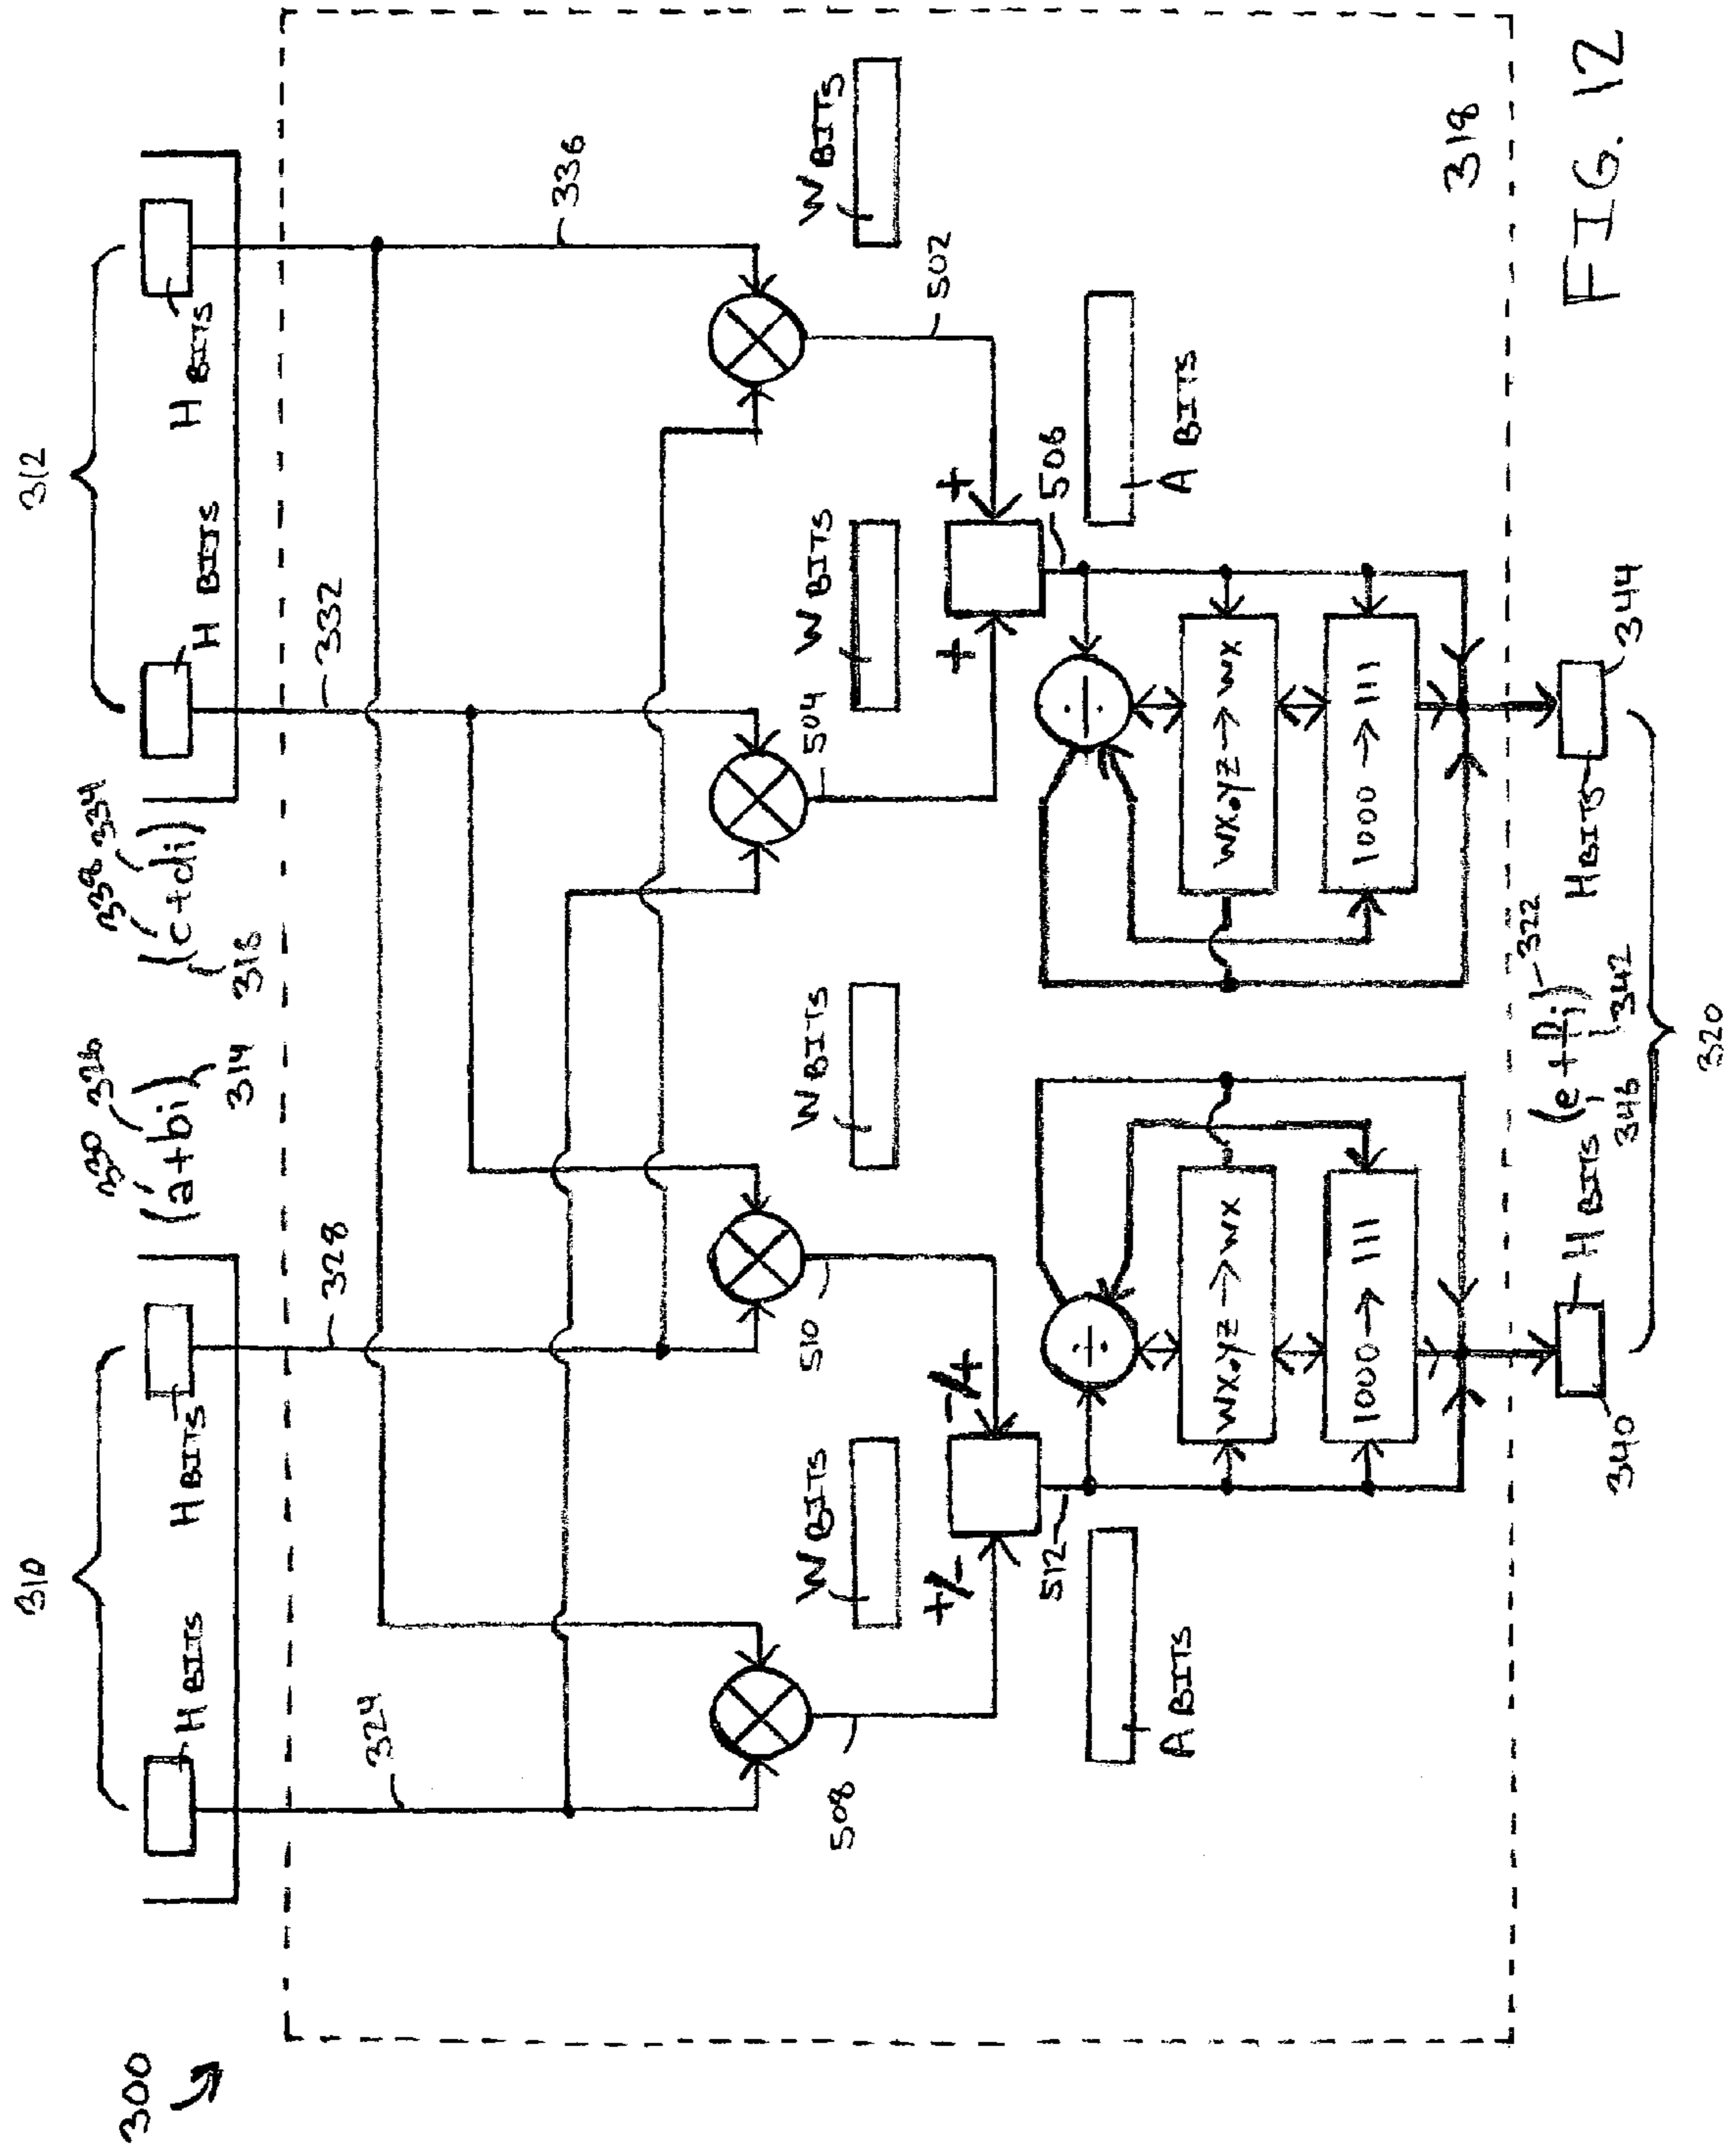 300
310
312
H BITS
H BITS
H BITS
H BITS
330 326
(a+bi)
314
338 334
(c+di)
316
324
328
332
336
508
510
504
502
W BITS
W BITS
W BITS
W BITS
+/-
-/+
+
+
512
506
A BITS
A BITS
÷
÷
WX.YZ→WX
WX.YZ→WX
1000→111
1000→111
318
340
H BITS
(e+fi)
322
346
342
H BITS
344
320
FIG. 12